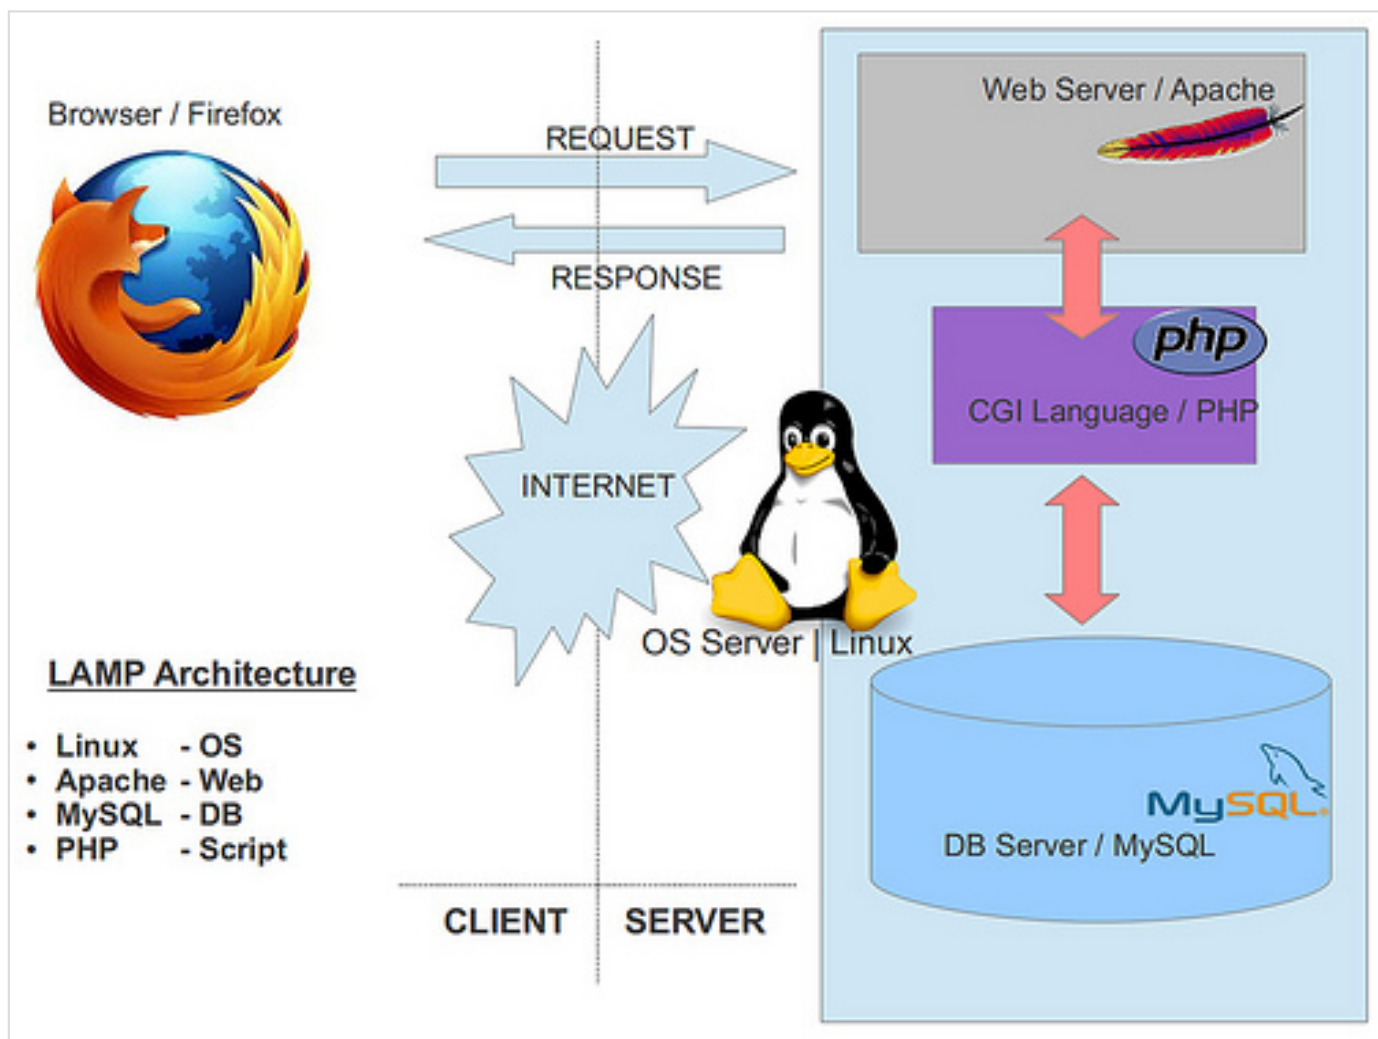 Browser / Firefox
REQUEST
RESPONSE
INTERNET
Web Server / Apache
php
CGI Language / PHP
OS Server | Linux
MySQL
DB Server / MySQL
LAMP Architecture
• Linux - OS
• Apache - Web
• MySQL - DB
• PHP - Script
CLIENT
SERVER